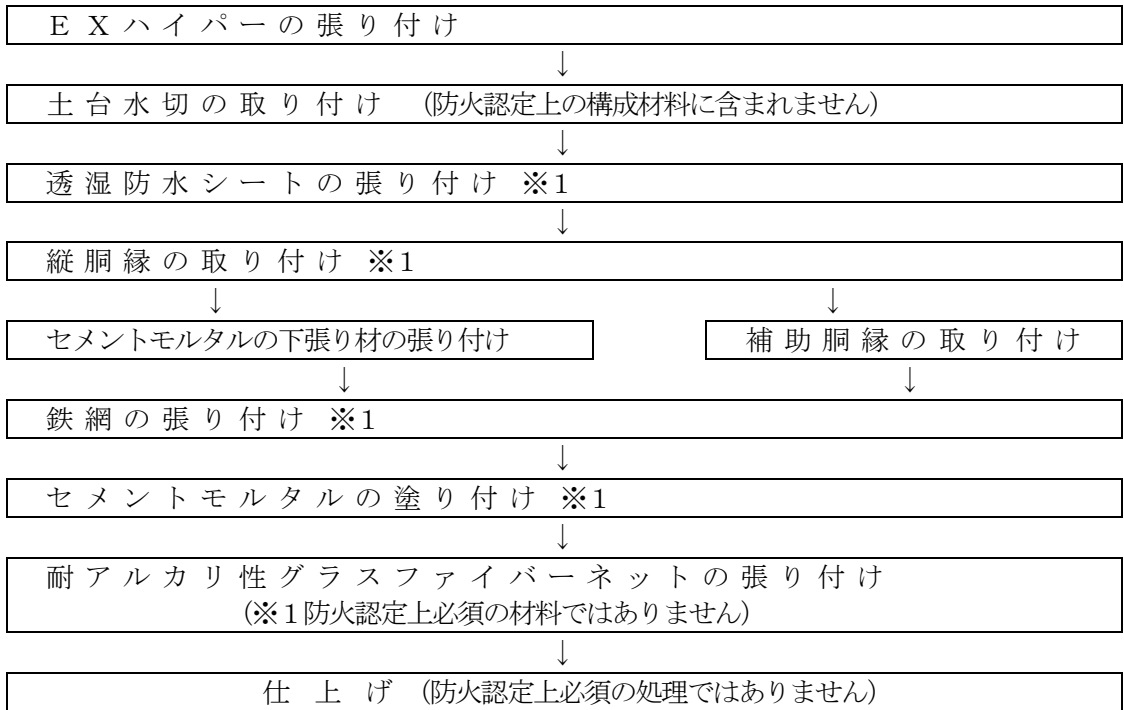 ＥＸハイパーの張り付け
↓
土台水切の取り付け (防火認定上の構成材料に含まれません)
↓
透湿防水シートの張り付け ※1
↓
縦胴縁の取り付け ※1
↓ ↓
セメントモルタルの下張り材の張り付け 補助胴縁の取り付け
↓ ↓
鉄網の張り付け ※1
↓
セメントモルタルの塗り付け ※1
↓
耐アルカリ性グラスファイバーネットの張り付け
(※1防火認定上必須の材料ではありません)
↓
仕上げ (防火認定上必須の処理ではありません)